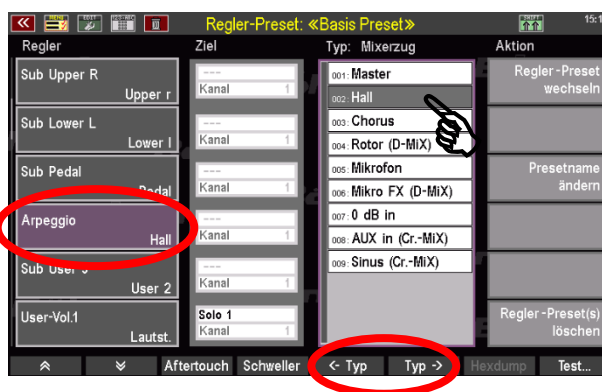 Regler-Preset: «Basis Preset»
15:1
Regler
Ziel
Typ: Mixerzug
Aktion
Sub Upper R
Upper r
Sub Lower L
Lower l
Sub Pedal
Pedal
Arpeggio
Hall
Sub User 3
User 2
User-Vol.1
Lautst.
---
Kanal 1
---
Kanal 1
---
Kanal 1
---
Kanal 1
---
Kanal 1
Solo 1
Kanal 1
001: Master
002: Hall
003: Chorus
004: Rotor (D-MiX)
005: Mikrofon
006: Mikro FX (D-MiX)
007: 0 dB in
008: AUX in (Cr.-MiX)
009: Sinus (Cr.-MiX)
Regler-Preset
wechseln
Presetname
ändern
Regler-Preset(s)
löschen
Aftertouch
Schweller
<- Typ
Typ ->
Hexdump
Test...